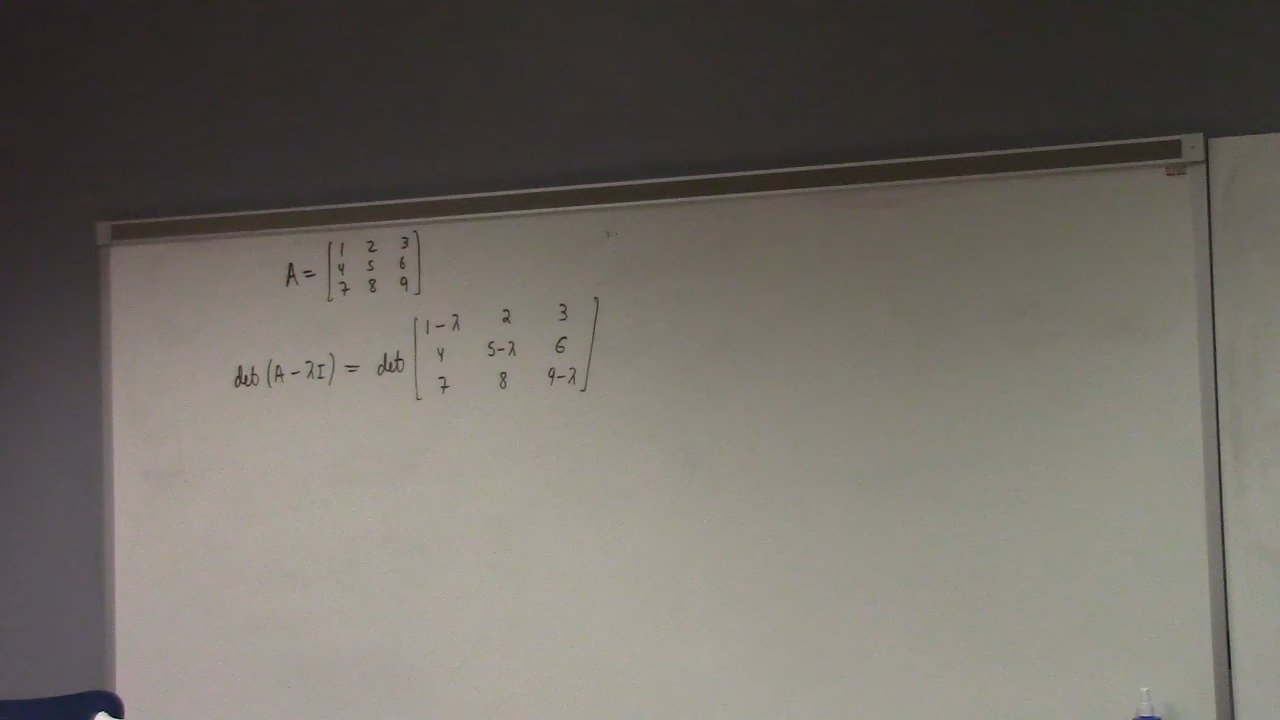 A = [1 2 3
4 5 6
7 8 9]
det(A - λI) = det [1-λ 2 3
4 5-λ 6
7 8 9-λ]